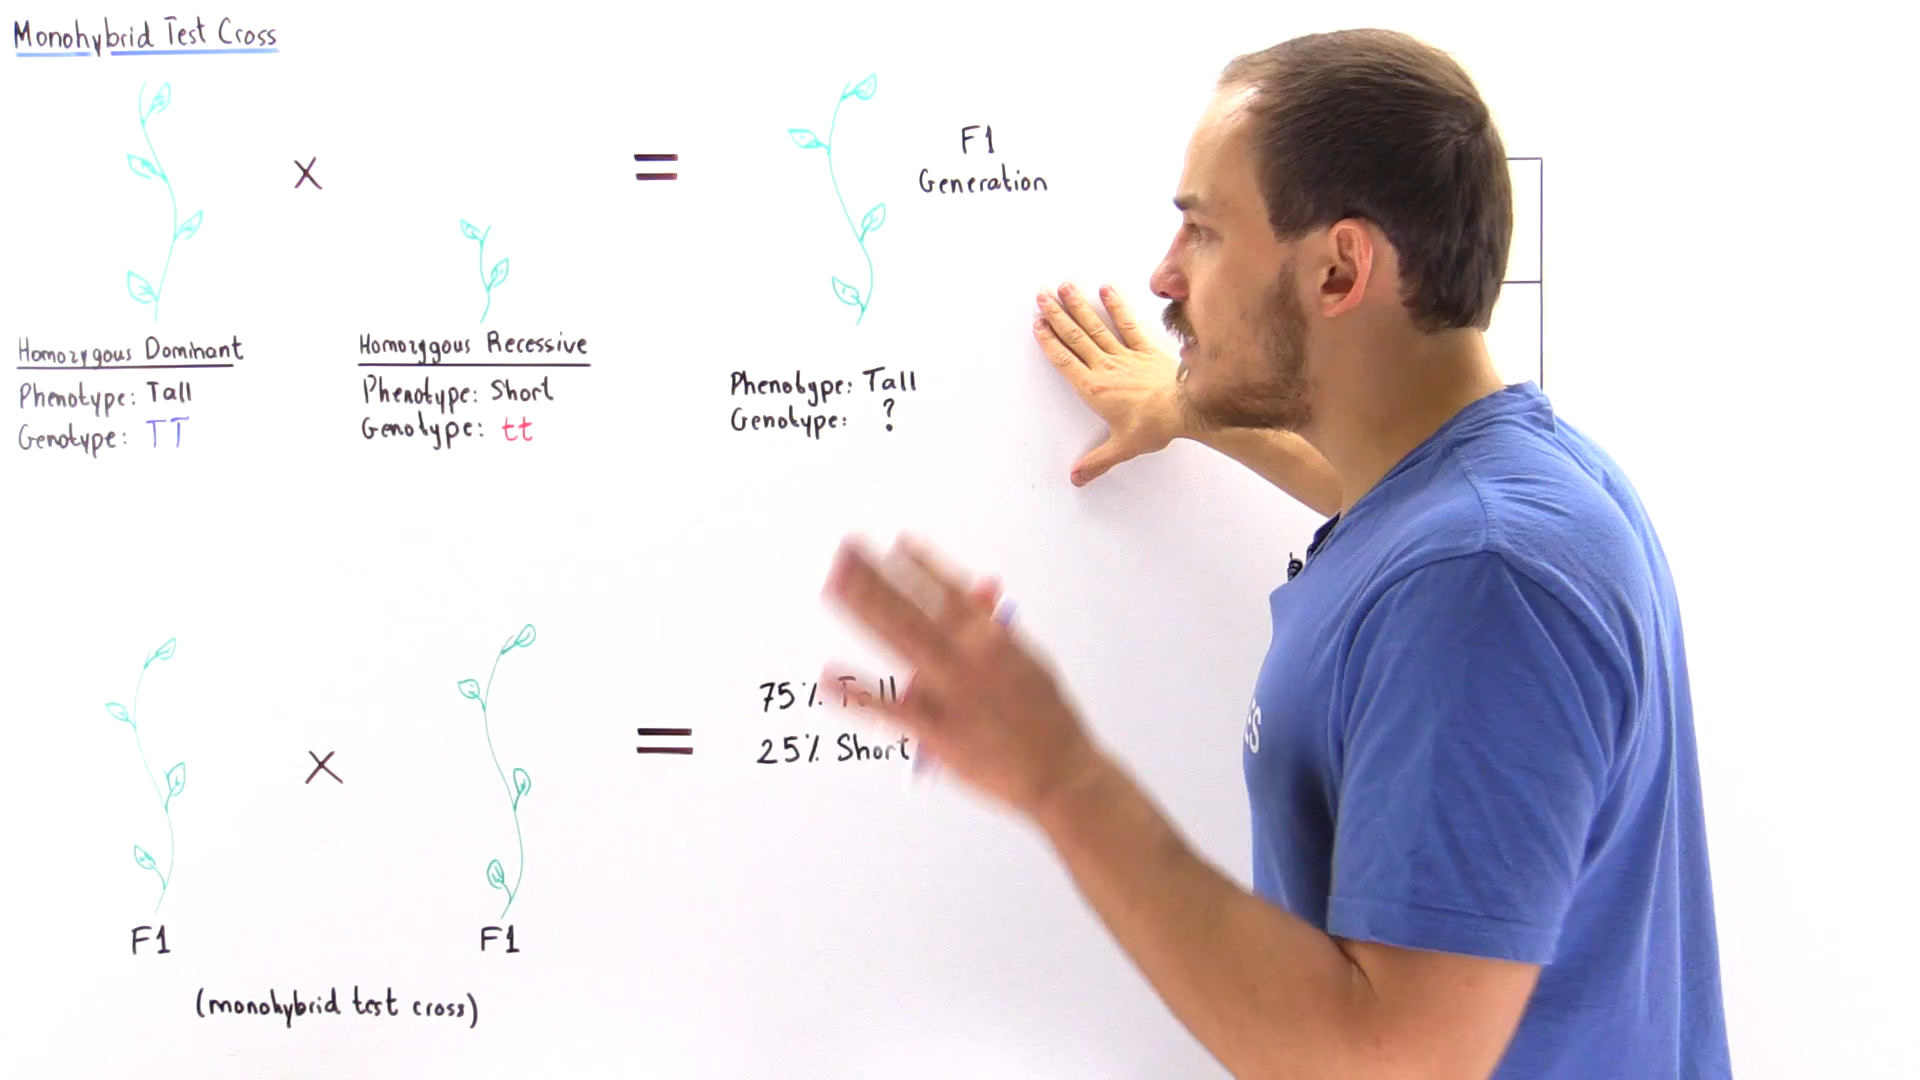 Monohybrid Test Cross
X
=
F1
Generation
Homozygous Dominant
Phenotype: Tall
Genotype: TT
Homozygous Recessive
Phenotype: Short
Genotype: tt
Phenotype: Tall
Genotype: ?
X
=
75% Tall
25% Short
F1
F1
(monohybrid test cross)